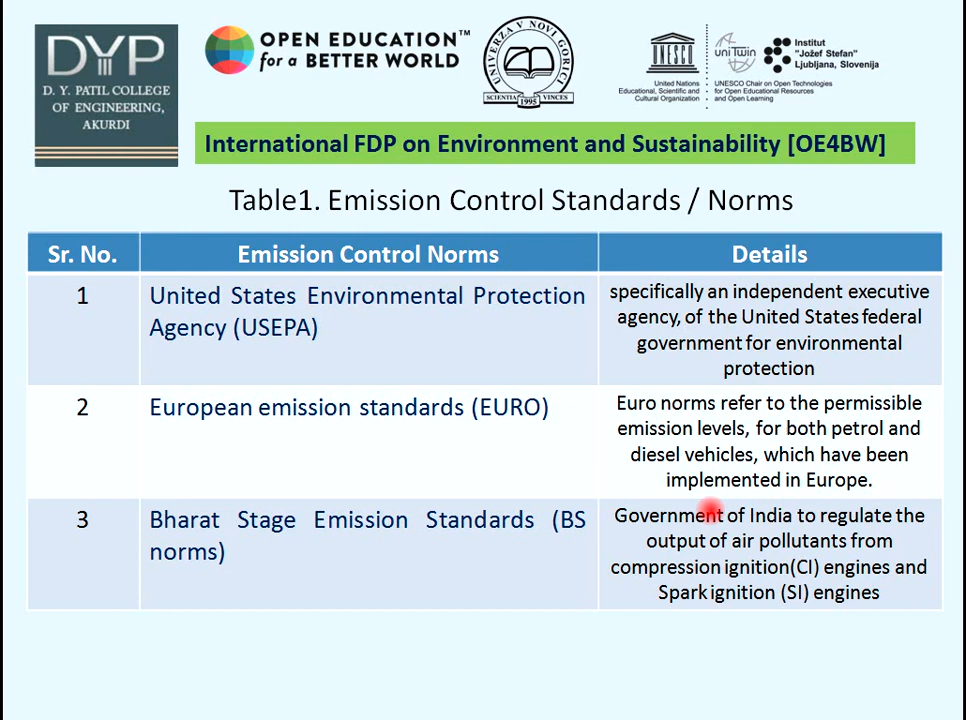 DYP
D. Y. PATIL COLLEGE
OF ENGINEERING,
AKURDI
OPEN EDUCATION™
for a BETTER WORLD
UNIVERZA V NOVI GORICI
SCIENTIA VINCES
1995
UNESCO
United Nations
Educational, Scientific and
Cultural Organization
uniTwin
Institut
"Jožef Stefan"
Ljubljana, Slovenija
UNESCO Chair on Open Technologies
for Open Educational Resources
and Open Learning
International FDP on Environment and Sustainability [OE4BW]
Table1. Emission Control Standards / Norms
Sr. No.
Emission Control Norms
Details
1
United States Environmental Protection
Agency (USEPA)
specifically an independent executive
agency, of the United States federal
government for environmental
protection
2
European emission standards (EURO)
Euro norms refer to the permissible
emission levels, for both petrol and
diesel vehicles, which have been
implemented in Europe.
3
Bharat Stage Emission Standards (BS
norms)
Government of India to regulate the
output of air pollutants from
compression ignition(CI) engines and
Spark ignition (SI) engines